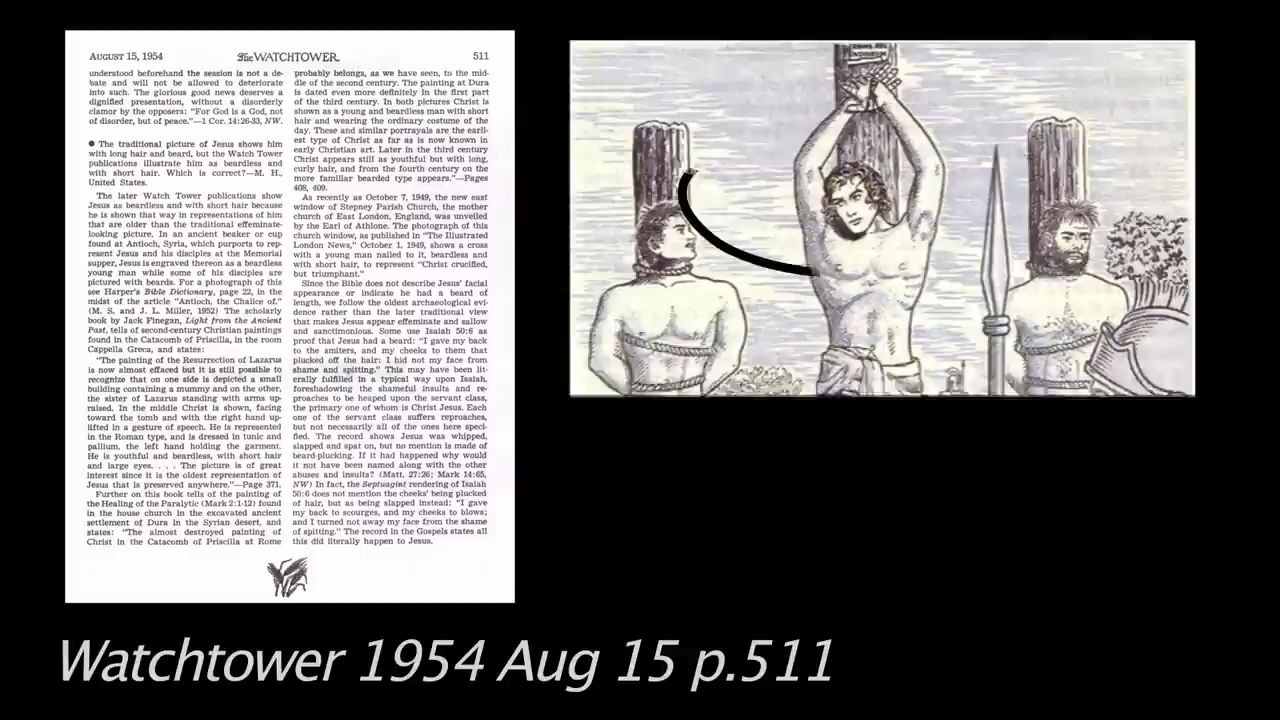 AUGUST 15, 1954
The WATCHTOWER.
511
understood beforehand the session is not a de-
bate and will not be allowed to deteriorate
into such. The glorious good news deserves a
dignified presentation, without a disorderly
clamor by the opposers: "For God is a God, not
of disorder, but of peace."—1 Cor. 14:26-33, NW.
● The traditional picture of Jesus shows him
with long hair and beard, but the Watch Tower
publications illustrate him as beardless and
with short hair. Which is correct?—M. H.,
United States.
The later Watch Tower publications show
Jesus as beardless and with short hair because
he is shown that way in representations of him
that are older than the traditional effeminate-
looking picture. In an ancient beaker or cup
found at Antioch, Syria, which purports to rep-
resent Jesus and his disciples at the Memorial
supper, Jesus is engraved thereon as a beardless
young man while some of his disciples are
pictured with beards. For a photograph of this
see Harper's Bible Dictionary, page 22, in the
midst of the article "Antioch, the Chalice of."
(M. S. and J. L. Miller, 1952) The scholarly
book by Jack Finegan, Light from the Ancient
Past, tells of second-century Christian paintings
found in the Catacomb of Priscilla, in the room
Cappella Greca, and states:
"The painting of the Resurrection of Lazarus
is now almost effaced but it is still possible to
recognize that on one side is depicted a small
building containing a mummy and on the other,
the sister of Lazarus standing with arms up-
raised. In the middle Christ is shown, facing
toward the tomb and with the right hand up-
lifted in a gesture of speech. He is represented
in the Roman type, and is dressed in tunic and
pallium, the left hand holding the garment.
He is youthful and beardless, with short hair
and large eyes. . . . The picture is of great
interest since it is the oldest representation of
Jesus that is preserved anywhere."—Page 371.
Further on this book tells of the painting of
the Healing of the Paralytic (Mark 2:1-12) found
in the house church in the excavated ancient
settlement of Dura in the Syrian desert, and
states: "The almost destroyed painting of
Christ in the Catacomb of Priscilla at Rome
probably belongs, as we have seen, to the mid-
dle of the second century. The painting at Dura
is dated even more definitely in the first part
of the third century. In both pictures Christ is
shown as a young and beardless man with short
hair and wearing the ordinary costume of the
day. These and similar portrayals are the earli-
est type of Christ as far as is now known in
early Christian art. Later in the third century
Christ appears still as youthful but with long,
curly hair, and from the fourth century on the
more familiar bearded type appears."—Pages
408, 409.
As recently as October 7, 1949, the new east
window of Stepney Parish Church, the mother
church of East London, England, was unveiled
by the Earl of Athlone. The photograph of this
church window, as published in "The Illustrated
London News," October 1, 1949, shows a cross
with a young man nailed to it, beardless and
with short hair, to represent "Christ crucified,
but triumphant."
Since the Bible does not describe Jesus' facial
appearance or indicate he had a beard of
length, we follow the oldest archaeological evi-
dence rather than the later traditional view
that makes Jesus appear effeminate and sallow
and sanctimonious. Some use Isaiah 50:6 as
proof that Jesus had a beard: "I gave my back
to the smiters, and my cheeks to them that
plucked off the hair: I hid not my face from
shame and spitting." This may have been lit-
erally fulfilled in a typical way upon Isaiah,
foreshadowing the shameful insults and re-
proaches to be heaped upon the servant class,
the primary one of whom is Christ Jesus. Each
one of the servant class suffers reproaches,
but not necessarily all of the ones here speci-
fied. The record shows Jesus was whipped,
slapped and spat on, but no mention is made of
beard-plucking. If it had happened why would
it not have been named along with the other
abuses and insults? (Matt. 27:26; Mark 14:65,
NW) In fact, the Septuagint rendering of Isaiah
50:6 does not mention the cheeks' being plucked
of hair, but as being slapped instead: "I gave
my back to scourges, and my cheeks to blows;
and I turned not away my face from the shame
of spitting." The record in the Gospels states all
this did literally happen to Jesus.
Watchtower 1954 Aug 15 p.511